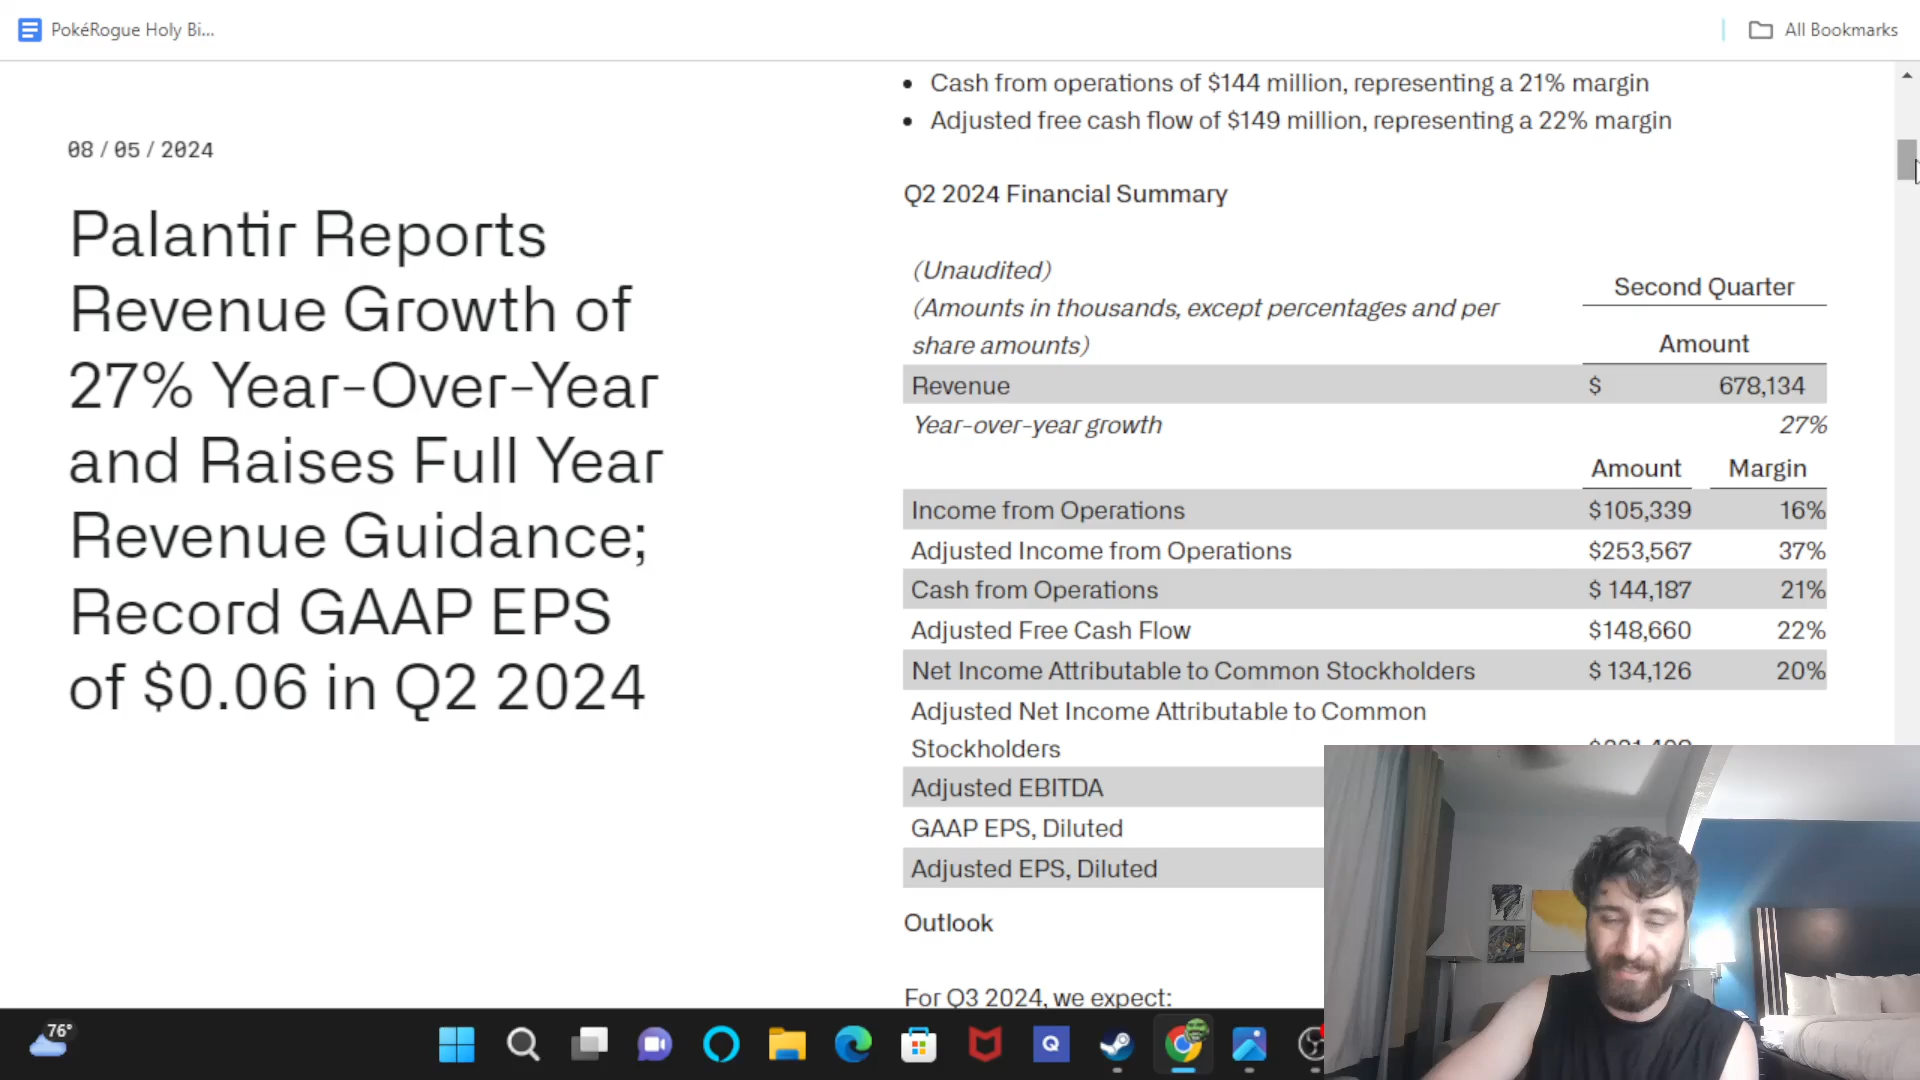 PokéRogue Holy Bi...
All Bookmarks
08 / 05 / 2024
Palantir Reports
Revenue Growth of
27% Year-Over-Year
and Raises Full Year
Revenue Guidance;
Record GAAP EPS
of $0.06 in Q2 2024
• Cash from operations of $144 million, representing a 21% margin
• Adjusted free cash flow of $149 million, representing a 22% margin
Q2 2024 Financial Summary
(Unaudited)
(Amounts in thousands, except percentages and per
share amounts)
Second Quarter
Amount
Revenue $ 678,134
Year-over-year growth 27%
Amount Margin
Income from Operations $105,339 16%
Adjusted Income from Operations $253,567 37%
Cash from Operations $ 144,187 21%
Adjusted Free Cash Flow $148,660 22%
Net Income Attributable to Common Stockholders $ 134,126 20%
Adjusted Net Income Attributable to Common
Stockholders
Adjusted EBITDA
GAAP EPS, Diluted
Adjusted EPS, Diluted
Outlook
For Q3 2024, we expect:
76°
Q